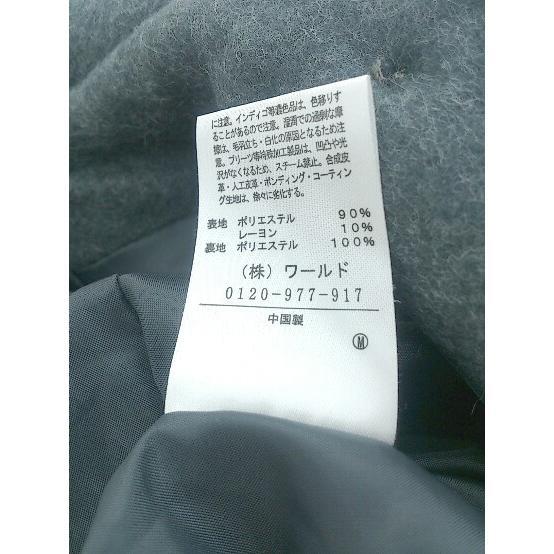 に注意。インディゴ等濃色品は、色移りす
ることがあるので注意。湿潤での過剰な摩
擦は、毛羽立ち・白化の原因となるため注
意。プリーツ等特殊加工製品は、凹凸や光
沢がなくなるため、スチーム禁止。合成皮
革・人工皮革・ボンディング・コーティン
グ生地は、徐々に劣化する。
表地 ポリエステル 90%
レーヨン 10%
裏地 ポリエステル 100%
(株) ワールド
0120-977-917
中国製
Ⓜ